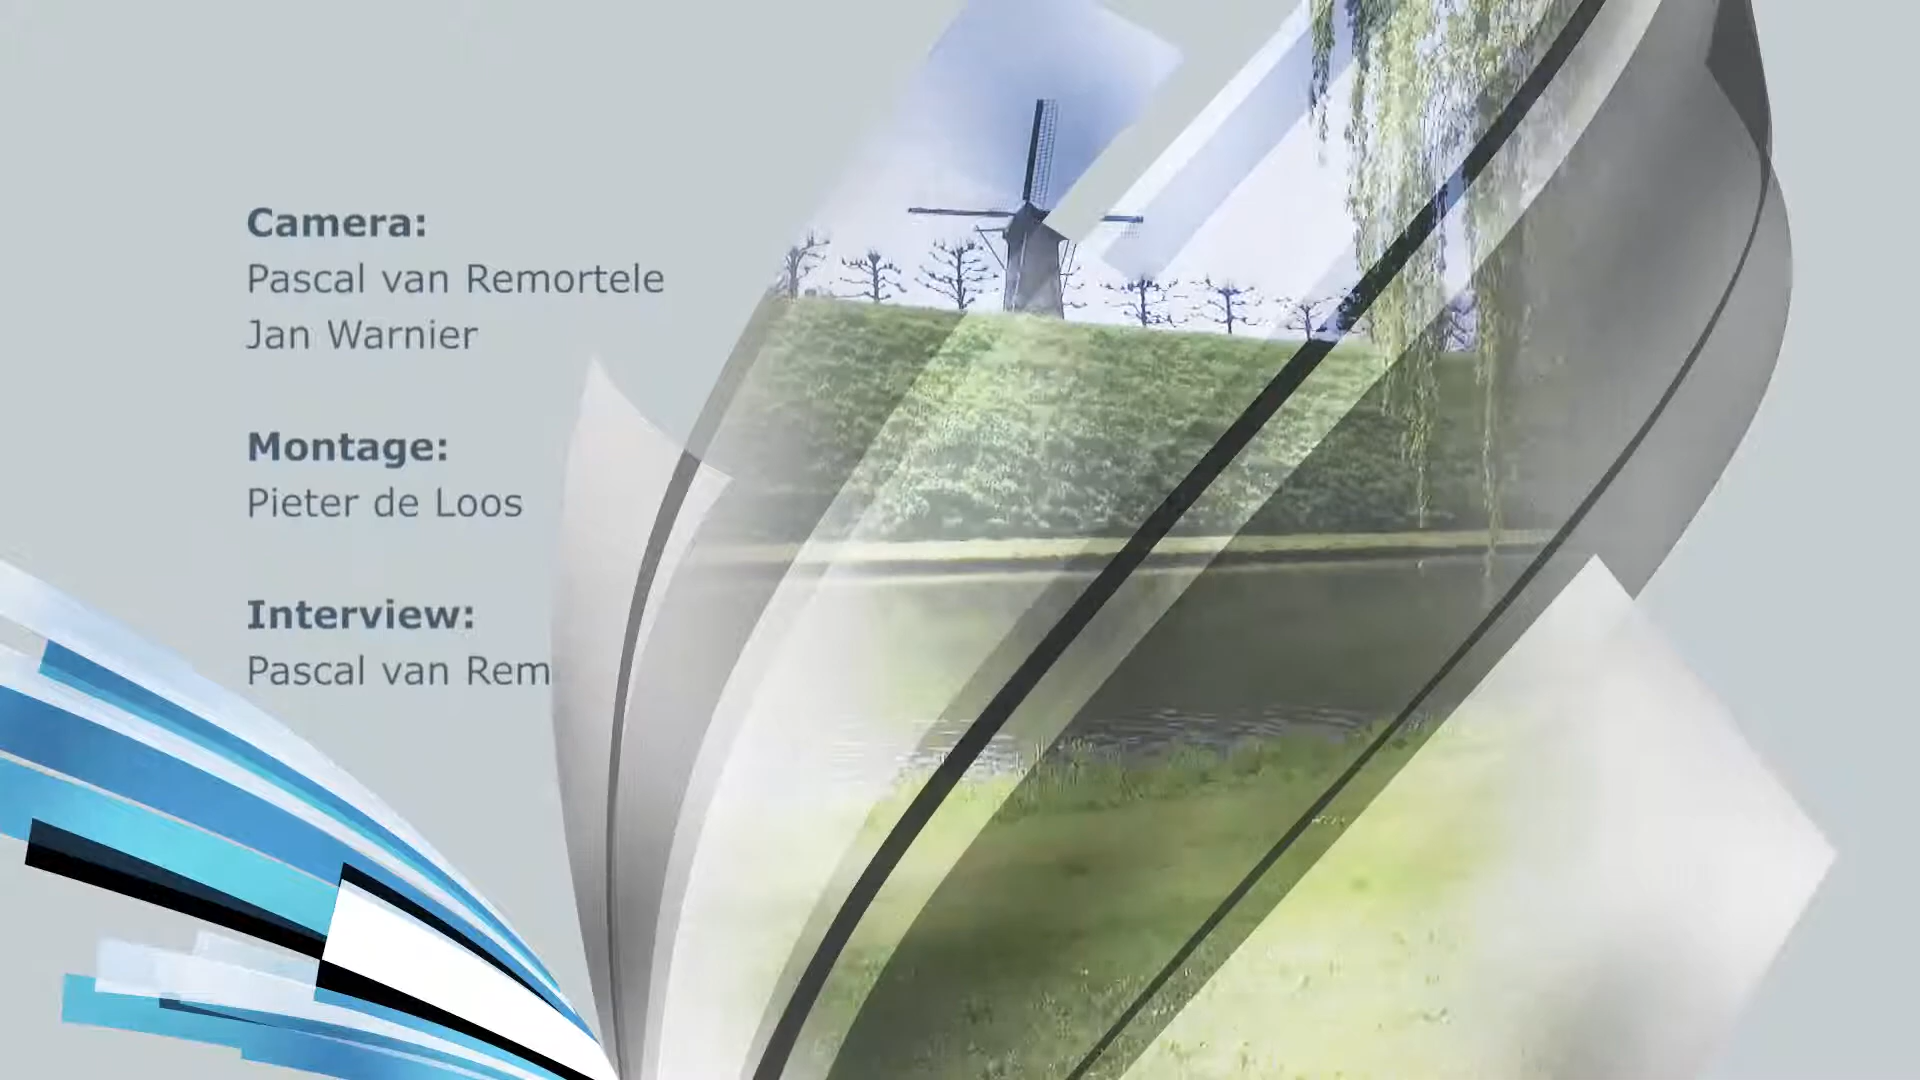 Camera:
Pascal van Remortele
Jan Warnier
Montage:
Pieter de Loos
Interview:
Pascal van Rem